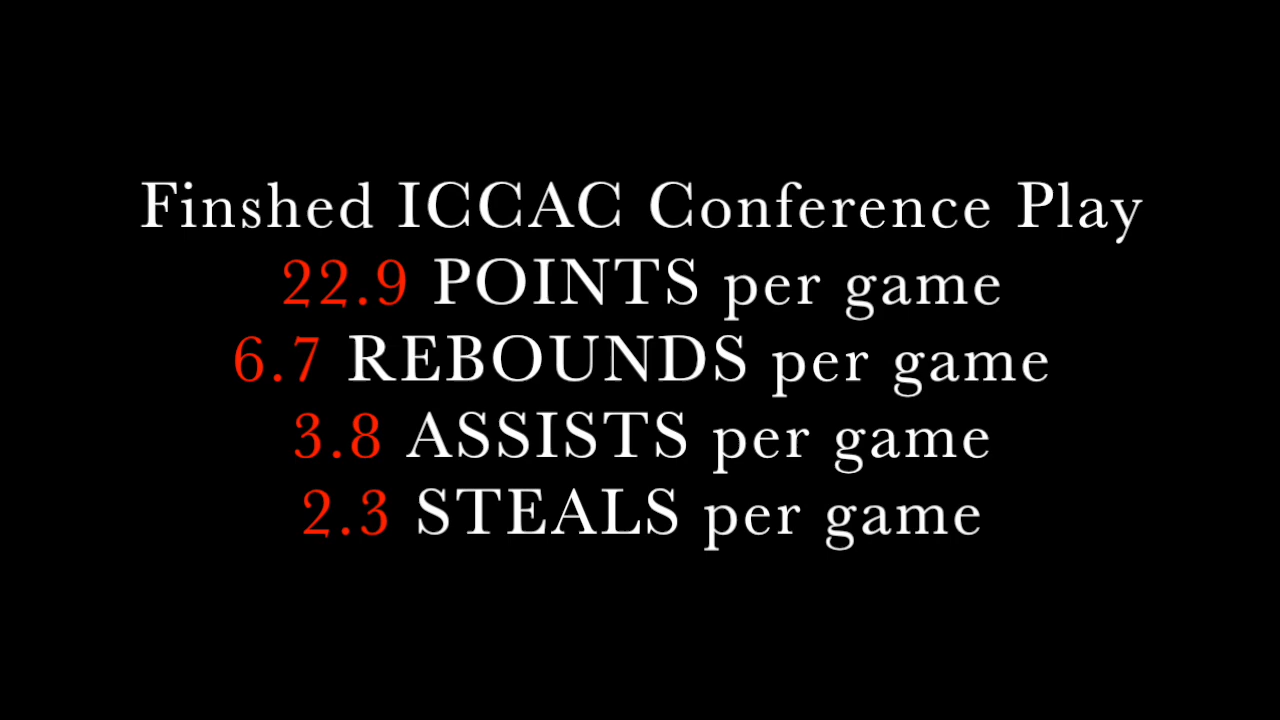 Finshed ICCAC Conference Play
22.9 POINTS per game
6.7 REBOUNDS per game
3.8 ASSISTS per game
2.3 STEALS per game